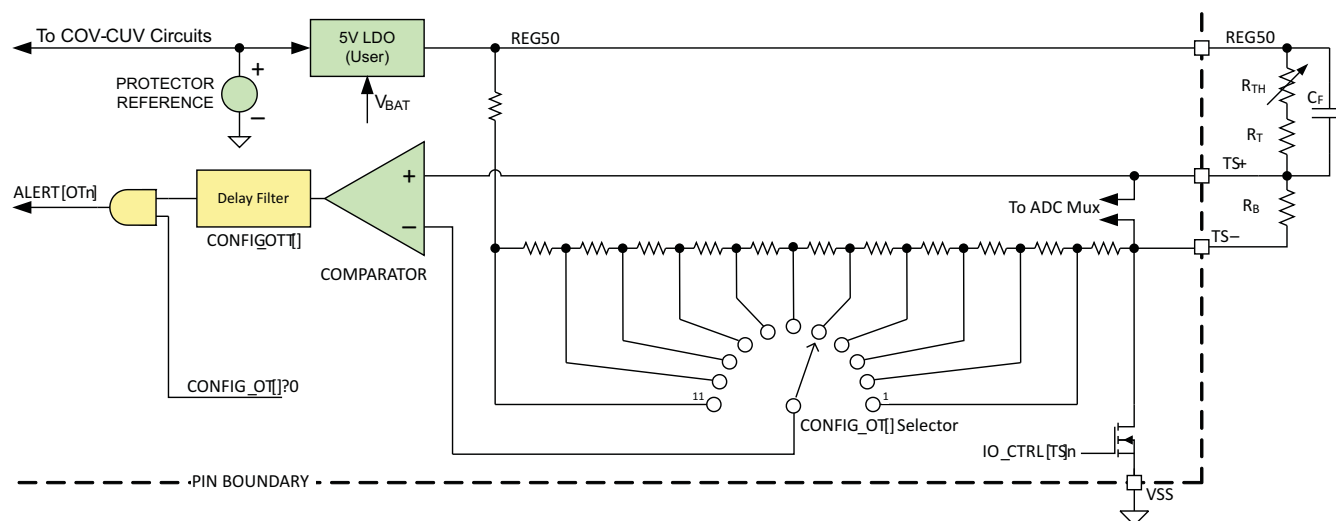 To COV-CUV Circuits
5V LDO
(User)
REG50
REG50
PROTECTOR
REFERENCE
+
–
VBAT
RTH
CF
RT
TS+
ALERT[OTn]
Delay Filter
CONFIG_OTT[]
+
–
COMPARATOR
To ADC Mux
RB
TS–
CONFIG_OT[]?0
11
1
CONFIG_OT[] Selector
IO_CTRL[TS]n
PIN BOUNDARY
VSS